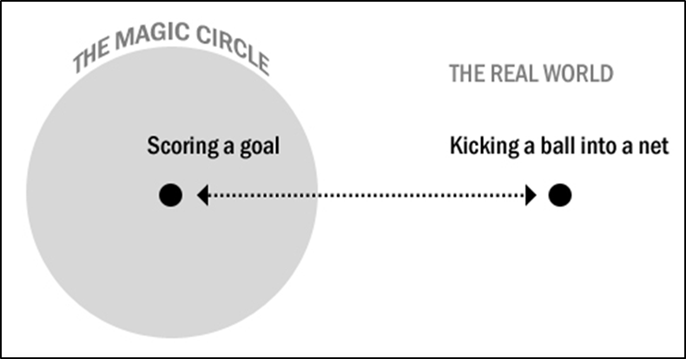 THE MAGIC CIRCLE
THE REAL WORLD
Scoring a goal
Kicking a ball into a net